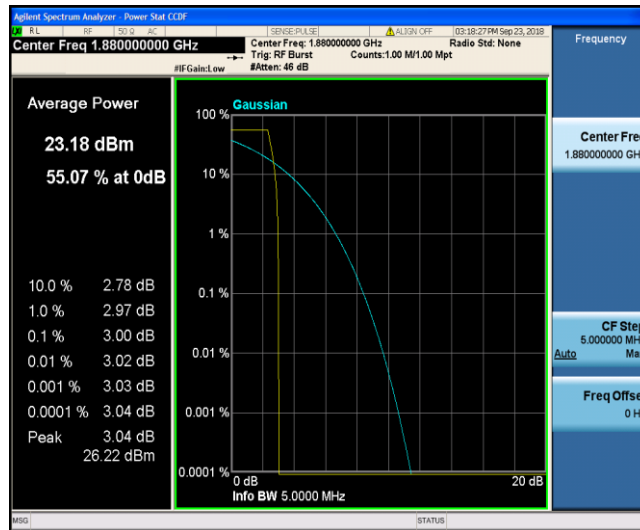 Agilent Spectrum Analyzer - Power Stat CCDF
RL RF 50 Ω AC SENSE:PULSE ALIGN OFF 03:18:27PM Sep 23, 2018
Center Freq 1.880000000 GHz
Center Freq: 1.880000000 GHz Radio Std: None
Trig: RF Burst Counts:1.00 M/1.00 Mpt
#IFGain:Low #Atten: 46 dB
Frequency
Average Power
23.18 dBm
55.07 % at 0dB
10.0 % 2.78 dB
1.0 % 2.97 dB
0.1 % 3.00 dB
0.01 % 3.02 dB
0.001 % 3.03 dB
0.0001 % 3.04 dB
Peak 3.04 dB
26.22 dBm
Gaussian
100 %
10 %
1 %
0.1 %
0.01 %
0.001 %
0.0001 %
0 dB 20 dB
Info BW 5.0000 MHz
Center Fre
1.880000000 GH
CF Step
5.000000 MH
Auto Ma
Freq Offse
0 H
MSG STATUS